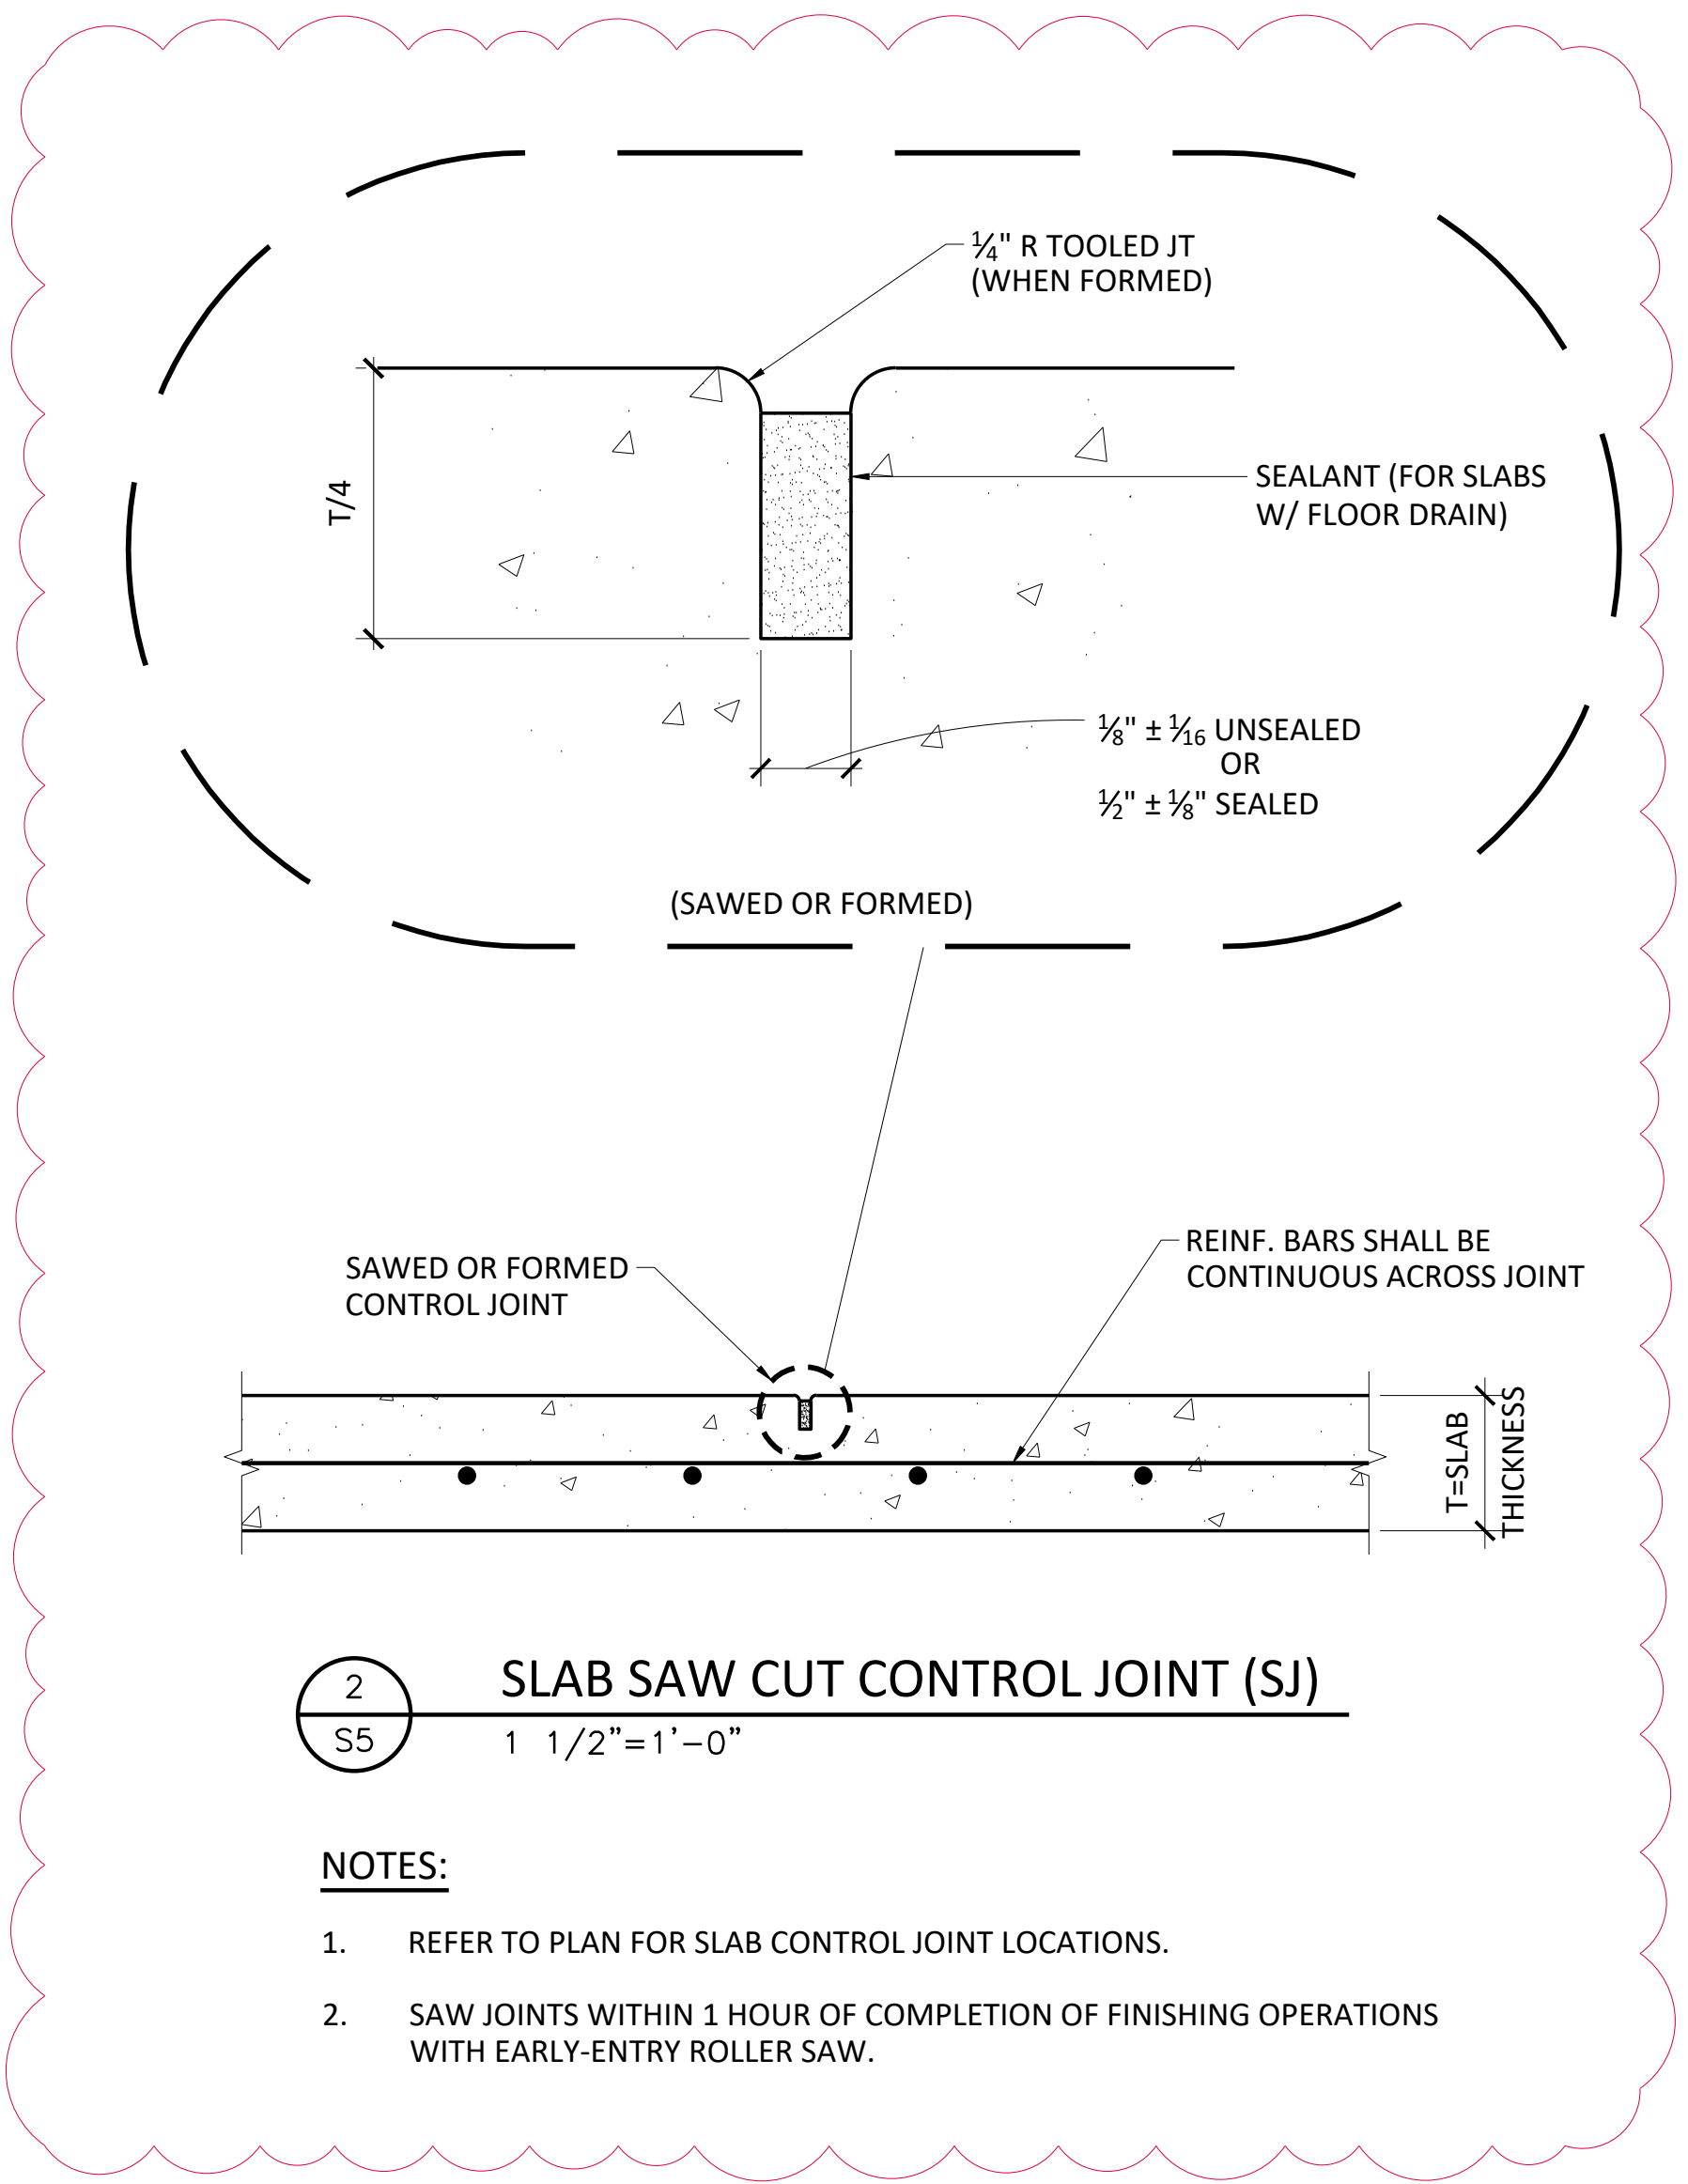 ¼" R TOOLED JT
(WHEN FORMED)
T/4
SEALANT (FOR SLABS
W/ FLOOR DRAIN)
⅛" ± 1⁄16 UNSEALED
OR
½" ± ⅛" SEALED
(SAWED OR FORMED)
REINF. BARS SHALL BE
CONTINUOUS ACROSS JOINT
SAWED OR FORMED
CONTROL JOINT
T=SLAB
THICKNESS
2
S5
SLAB SAW CUT CONTROL JOINT (SJ)
1 1/2"=1'-0"
NOTES:
1. REFER TO PLAN FOR SLAB CONTROL JOINT LOCATIONS.
2. SAW JOINTS WITHIN 1 HOUR OF COMPLETION OF FINISHING OPERATIONS
WITH EARLY-ENTRY ROLLER SAW.